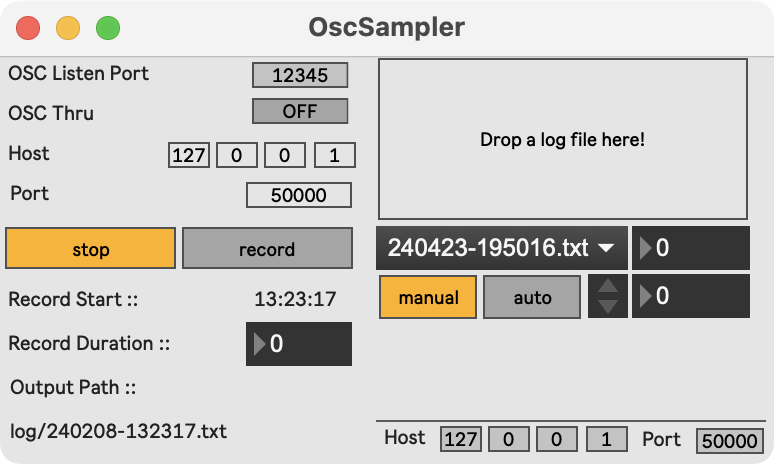 OscSampler
OSC Listen Port 12345
OSC Thru OFF
Host 127 0 0 1
Port 50000
stop record
Record Start :: 13:23:17
Record Duration :: 0
Output Path ::
log/240208-132317.txt
Drop a log file here!
240423-195016.txt 0
manual auto 0
Host 127 0 0 1 Port 50000